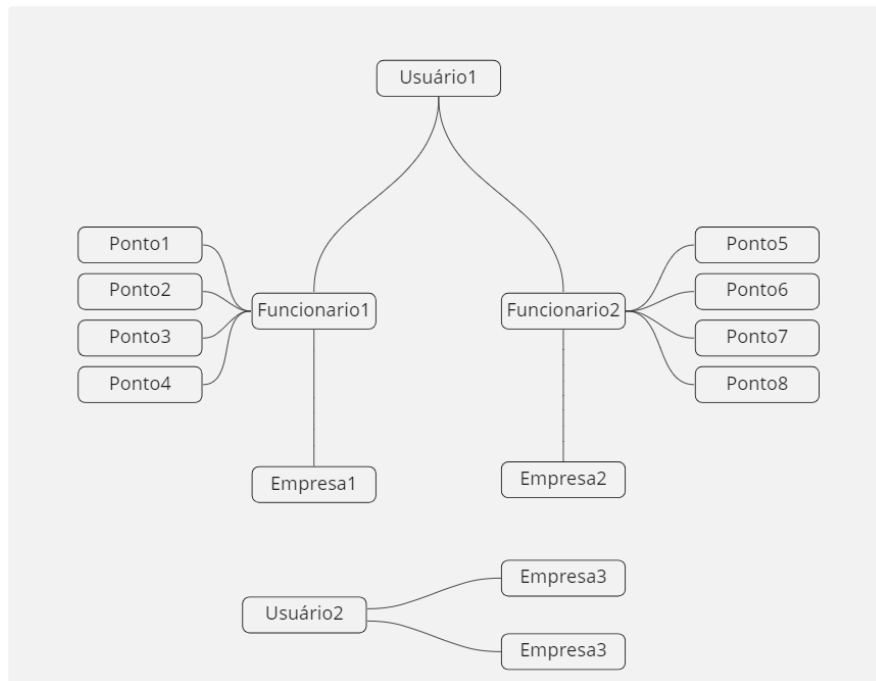 Usuário1
Ponto1
Ponto2
Ponto3
Ponto4
Funcionario1
Funcionario2
Ponto5
Ponto6
Ponto7
Ponto8
Empresa1
Empresa2
Usuário2
Empresa3
Empresa3